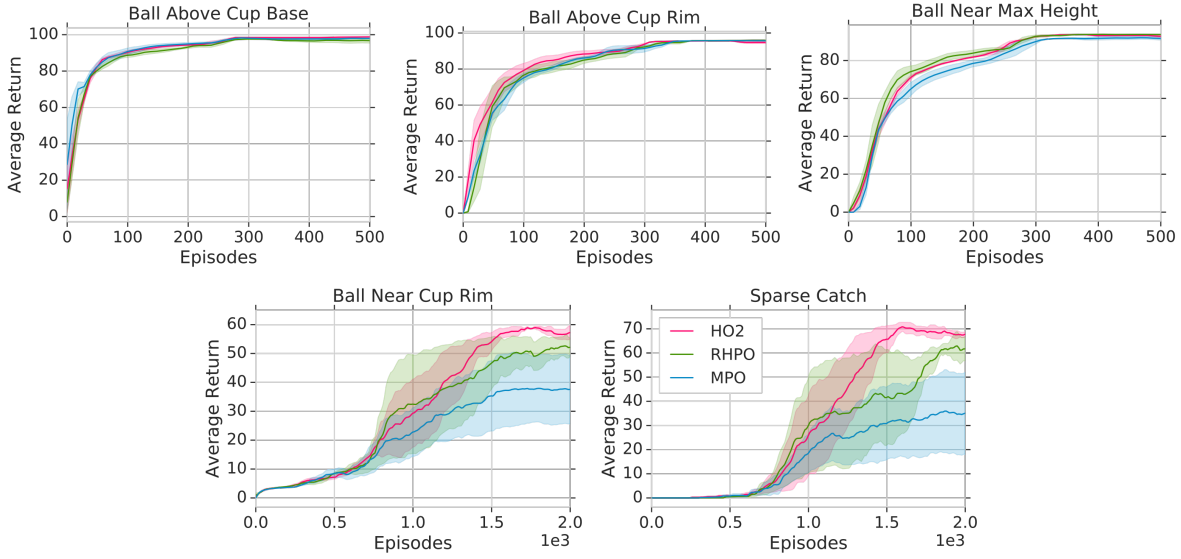 Ball Above Cup Base
Average Return
100
80
60
40
20
0
0 100 200 300 400 500
Episodes
Ball Above Cup Rim
Average Return
100
80
60
40
20
0
0 100 200 300 400 500
Episodes
Ball Near Max Height
Average Return
80
60
40
20
0
0 100 200 300 400 500
Episodes
Ball Near Cup Rim
Average Return
60
50
40
30
20
10
0
0.0 0.5 1.0 1.5 2.0
Episodes 1e3
Sparse Catch
Average Return
70
60
50
40
30
20
10
0
HO2
RHPO
MPO
0.0 0.5 1.0 1.5 2.0
Episodes 1e3